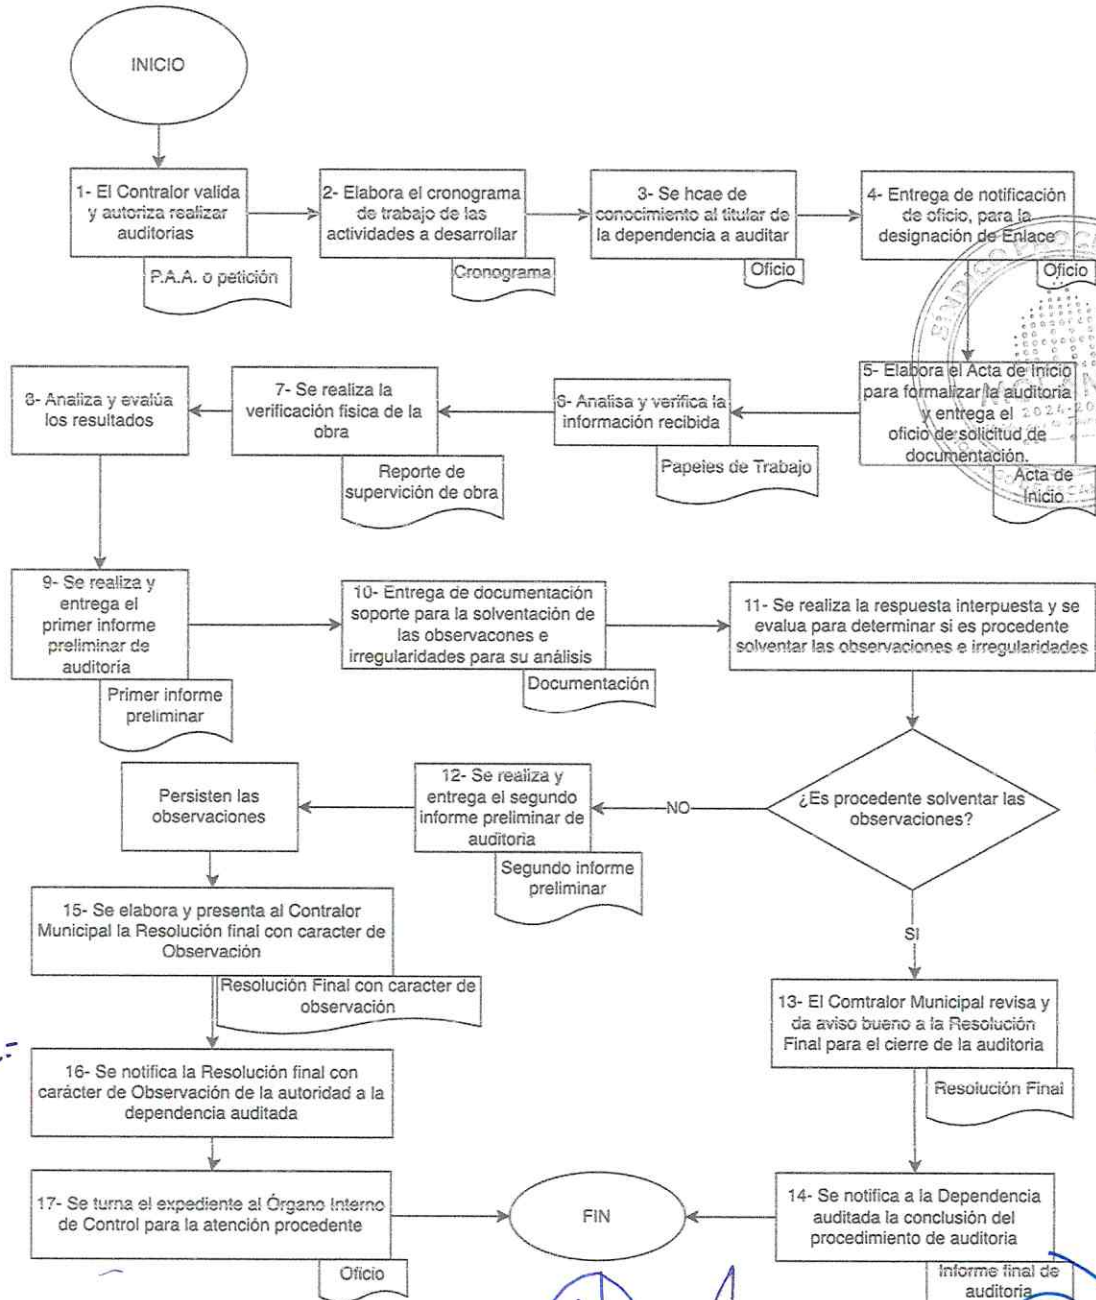 INICIO
1- El Contralor valida
y autoriza realizar
auditorias
P.A.A. o petición
2- Elabora el cronograma
de trabajo de las
actividades a desarrollar
Cronograma
3- Se hcae de
conocimiento al titular de
la dependencia a auditar
Oficio
4- Entrega de notificación
de oficio, para la
designación de Enlace
Oficio
5- Elabora el Acta de Inicio
para formalizar la auditoria
y entrega el
oficio de solicitud de
documentación.
Acta de
Inicio
6- Analisa y verifica la
información recibida
Papeles de Trabajo
7- Se realiza la
verificación física de la
obra
Reporte de
supervición de obra
8- Analiza y evalúa
los resultados
9- Se realiza y
entrega el
primer informe
preliminar de
auditoría
Primer informe
preliminar
10- Entrega de documentación
soporte para la solventación de
las observacones e
irregularidades para su análisis
Documentación
11- Se realiza la respuesta interpuesta y se
evalua para determinar si es procedente
solventar las observaciones e irregularidades
¿Es procedente solventar las
observaciones?
NO
12- Se realiza y
entrega el segundo
informe preliminar de
auditoria
Segundo informe
preliminar
Persisten las
observaciones
15- Se elabora y presenta al Contralor
Municipal la Resolución final con caracter de
Observación
Resolución Final con caracter de
observación
16- Se notifica la Resolución final con
carácter de Observación de la autoridad a la
dependencia auditada
17- Se turna el expediente al Órgano Interno
de Control para la atención procedente
Oficio
SI
13- El Comtralor Municipal revisa y
da aviso bueno a la Resolución
Final para el cierre de la auditoria
Resolución Final
14- Se notifica a la Dependencia
auditada la conclusión del
procedimiento de auditoria
Informe final de
auditoria
FIN